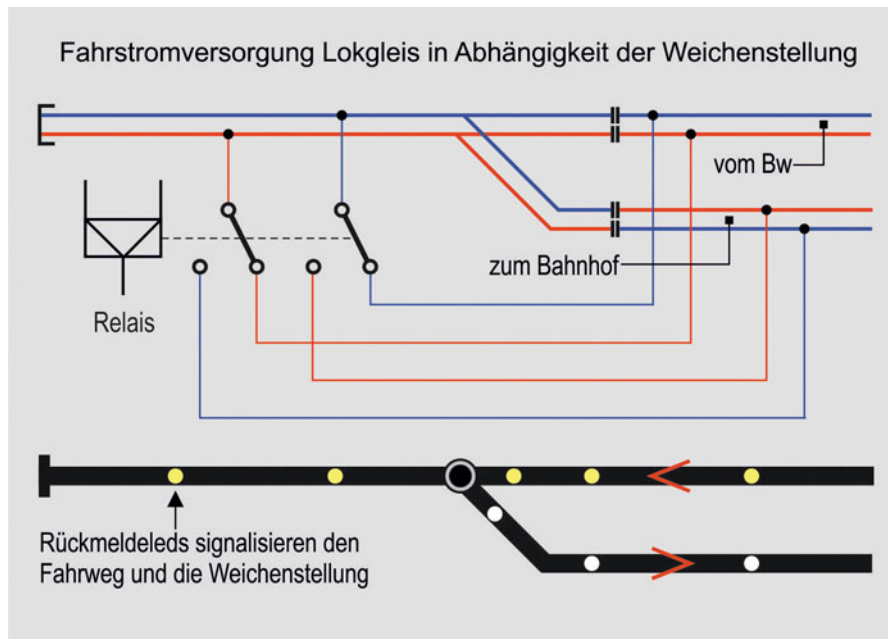 Fahrstromversorgung Lokgleis in Abhängigkeit der Weichenstellung
vom Bw
zum Bahnhof
Relais
Rückmeldeleds signalisieren den
Fahrweg und die Weichenstellung